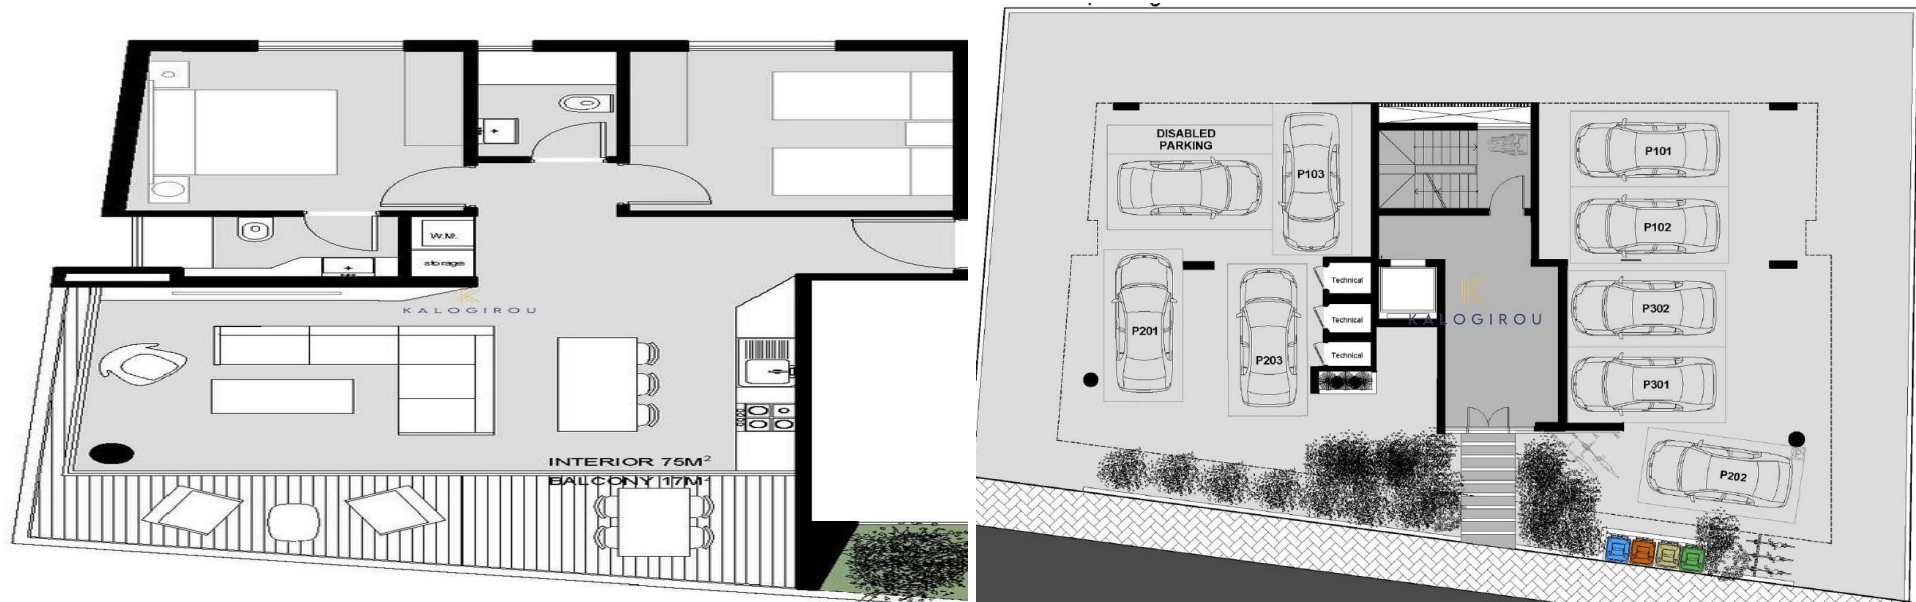 W.M.
storage
KALOGIROU
INTERIOR 75M²
BALCONY 17M²
DISABLED
PARKING
P103
P101
P102
P201
P203
Technical
Technical
Technical
KALOGIROU
P302
P301
P202